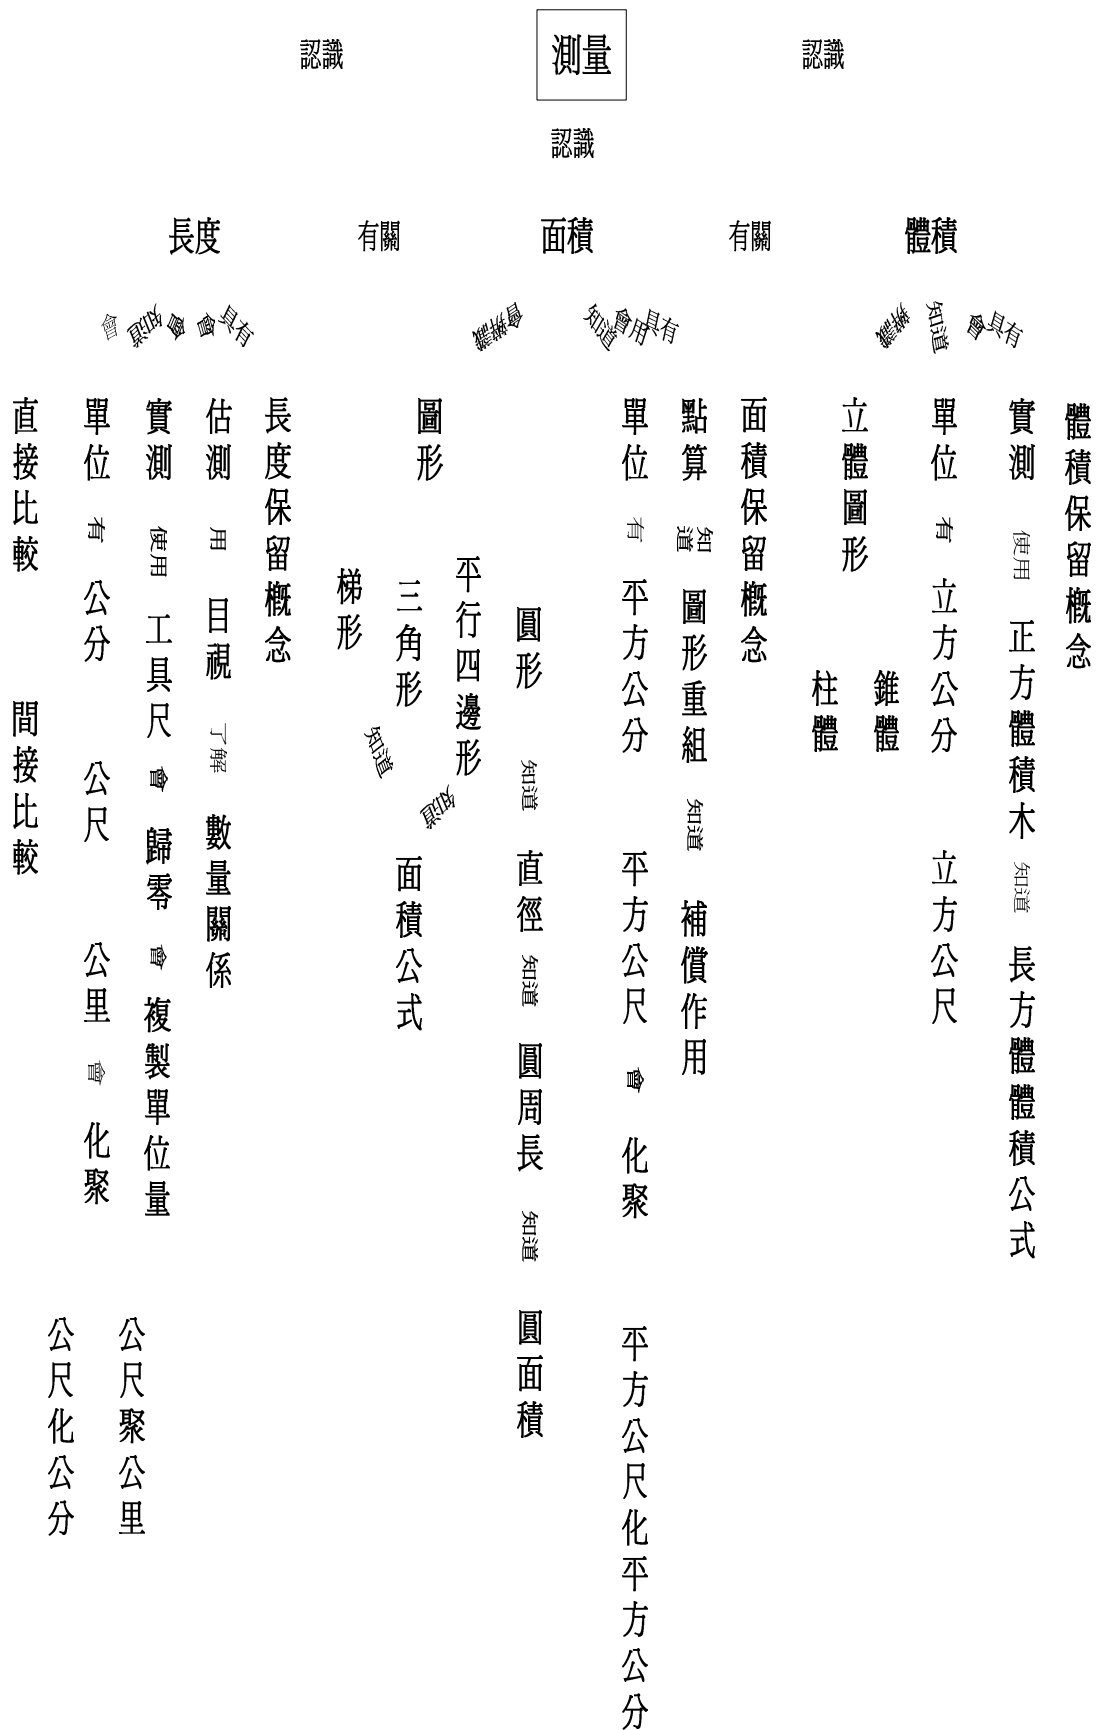 認識
測量
認識
認識
長度
有關
面積
有關
體積
會
知道
會
會
具有
會辨識
知道
會用
具有
辨識
知道
會
具有
直接比較
間接比較
單位
有
公分
公尺
公里
會
化聚
公尺化公分
公尺聚公里
實測
使用
工具尺
會
歸零
會
複製單位量
估測
用
目視
了解
數量關係
長度保留概念
圖形
梯形
三角形
平行四邊形
知道
知道
面積公式
圓形
知道
直徑
知道
圓周長
知道
圓面積
單位
有
平方公分
平方公尺
會
化聚
平方公尺化平方公分
點算
知道
圖形重組
知道
補償作用
面積保留概念
立體圖形
柱體
錐體
單位
有
立方公分
立方公尺
實測
使用
正方體積木
知道
長方體體積公式
體積保留概念